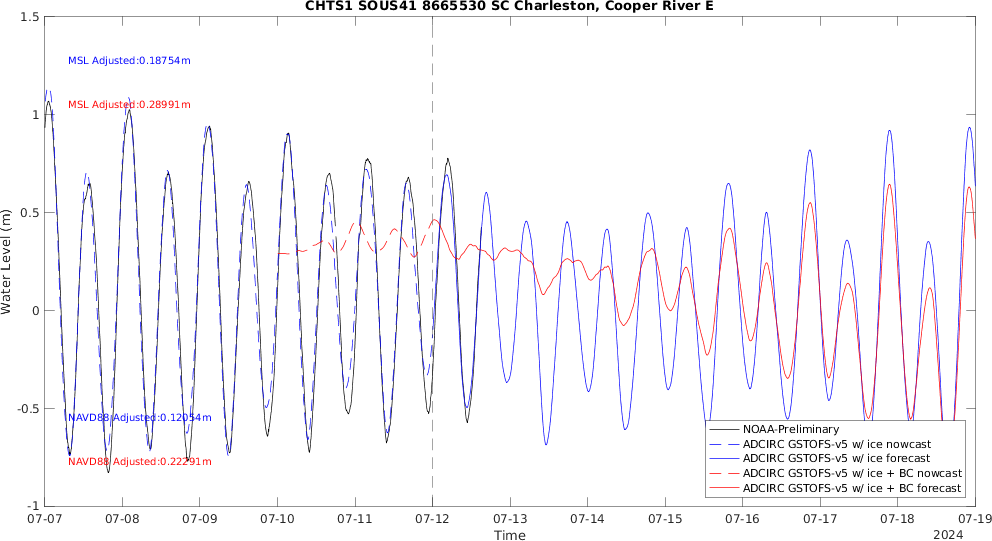 CHTS1 SOUS41 8665530 SC Charleston, Cooper River E
1.5
1
0.5
0
-0.5
-1
Water Level (m)
MSL Adjusted:0.18754m
MSL Adjusted:0.28991m
NAVD88 Adjusted:0.12054m
NAVD88 Adjusted:0.22291m
NOAA-Preliminary
ADCIRC GSTOFS-v5 w/ ice nowcast
ADCIRC GSTOFS-v5 w/ ice forecast
ADCIRC GSTOFS-v5 w/ ice + BC nowcast
ADCIRC GSTOFS-v5 w/ ice + BC forecast
07-07 07-08 07-09 07-10 07-11 07-12 07-13 07-14 07-15 07-16 07-17 07-18 07-19
Time
2024